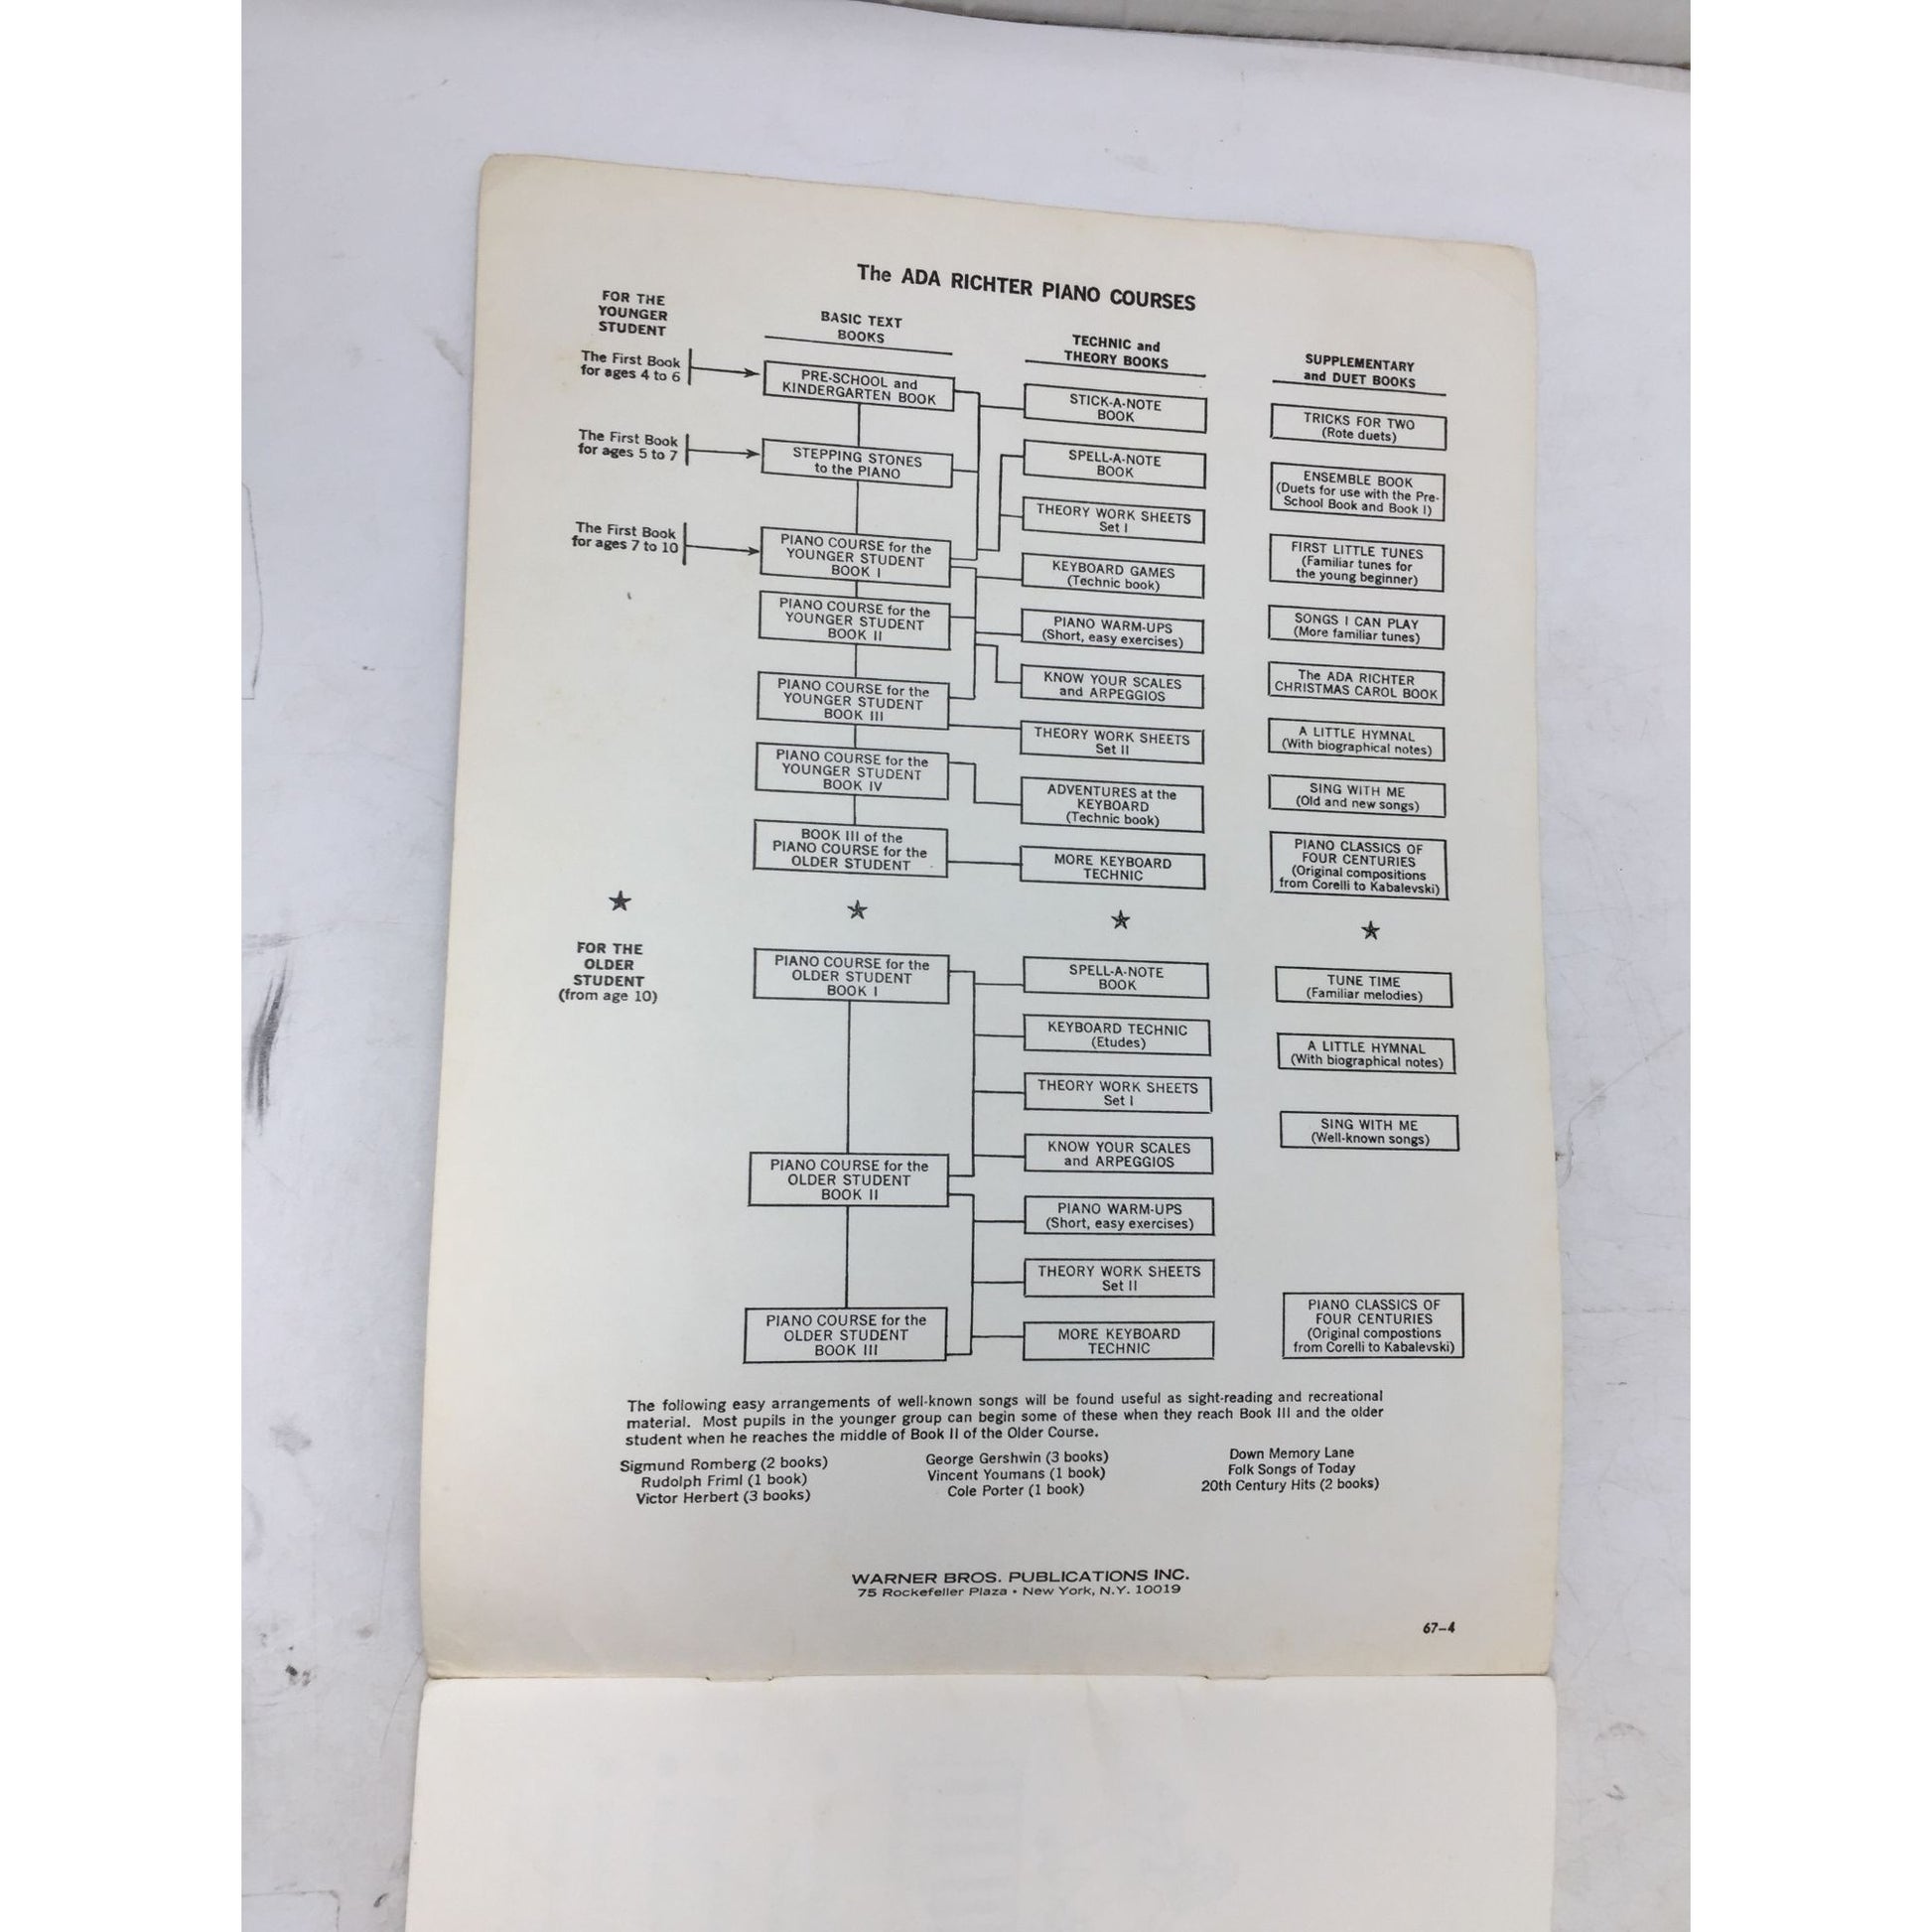 The ADA RICHTER PIANO COURSES
FOR THE
YOUNGER
STUDENT
BASIC TEXT
BOOKS
TECHNIC and
THEORY BOOKS
SUPPLEMENTARY
and DUET BOOKS
The First Book
for ages 4 to 6
The First Book
for ages 5 to 7
The First Book
for ages 7 to 10
PRE-SCHOOL and
KINDERGARTEN BOOK
STEPPING STONES
to the PIANO
PIANO COURSE for the
YOUNGER STUDENT
BOOK I
PIANO COURSE for the
YOUNGER STUDENT
BOOK II
PIANO COURSE for the
YOUNGER STUDENT
BOOK III
PIANO COURSE for the
YOUNGER STUDENT
BOOK IV
BOOK III of the
PIANO COURSE for the
OLDER STUDENT
STICK-A-NOTE
BOOK
SPELL-A-NOTE
BOOK
THEORY WORK SHEETS
Set I
KEYBOARD GAMES
(Technic book)
PIANO WARM-UPS
(Short, easy exercises)
KNOW YOUR SCALES
and ARPEGGIOS
THEORY WORK SHEETS
Set II
ADVENTURES at the
KEYBOARD
(Technic book)
MORE KEYBOARD
TECHNIC
TRICKS FOR TWO
(Rote duets)
ENSEMBLE BOOK
(Duets for use with the Pre-
School Book and Book I)
FIRST LITTLE TUNES
(Familiar tunes for
the young beginner)
SONGS I CAN PLAY
(More familiar tunes)
The ADA RICHTER
CHRISTMAS CAROL BOOK
A LITTLE HYMNAL
(With biographical notes)
SING WITH ME
(Old and new songs)
PIANO CLASSICS OF
FOUR CENTURIES
(Original compositions
from Corelli to Kabalevski)
FOR THE
OLDER
STUDENT
(from age 10)
PIANO COURSE for the
OLDER STUDENT
BOOK I
PIANO COURSE for the
OLDER STUDENT
BOOK II
PIANO COURSE for the
OLDER STUDENT
BOOK III
SPELL-A-NOTE
BOOK
KEYBOARD TECHNIC
(Etudes)
THEORY WORK SHEETS
Set I
KNOW YOUR SCALES
and ARPEGGIOS
PIANO WARM-UPS
(Short, easy exercises)
THEORY WORK SHEETS
Set II
MORE KEYBOARD
TECHNIC
TUNE TIME
(Familiar melodies)
A LITTLE HYMNAL
(With biographical notes)
SING WITH ME
(Well-known songs)
PIANO CLASSICS OF
FOUR CENTURIES
(Original compostions
from Corelli to Kabalevski)
The following easy arrangements of well-known songs will be found useful as sight-reading and recreational
material. Most pupils in the younger group can begin some of these when they reach Book III and the older
student when he reaches the middle of Book II of the Older Course.
Sigmund Romberg (2 books)
Rudolph Friml (1 book)
Victor Herbert (3 books)
George Gershwin (3 books)
Vincent Youmans (1 book)
Cole Porter (1 book)
Down Memory Lane
Folk Songs of Today
20th Century Hits (2 books)
WARNER BROS. PUBLICATIONS INC.
75 Rockefeller Plaza • New York, N.Y. 10019
67-4